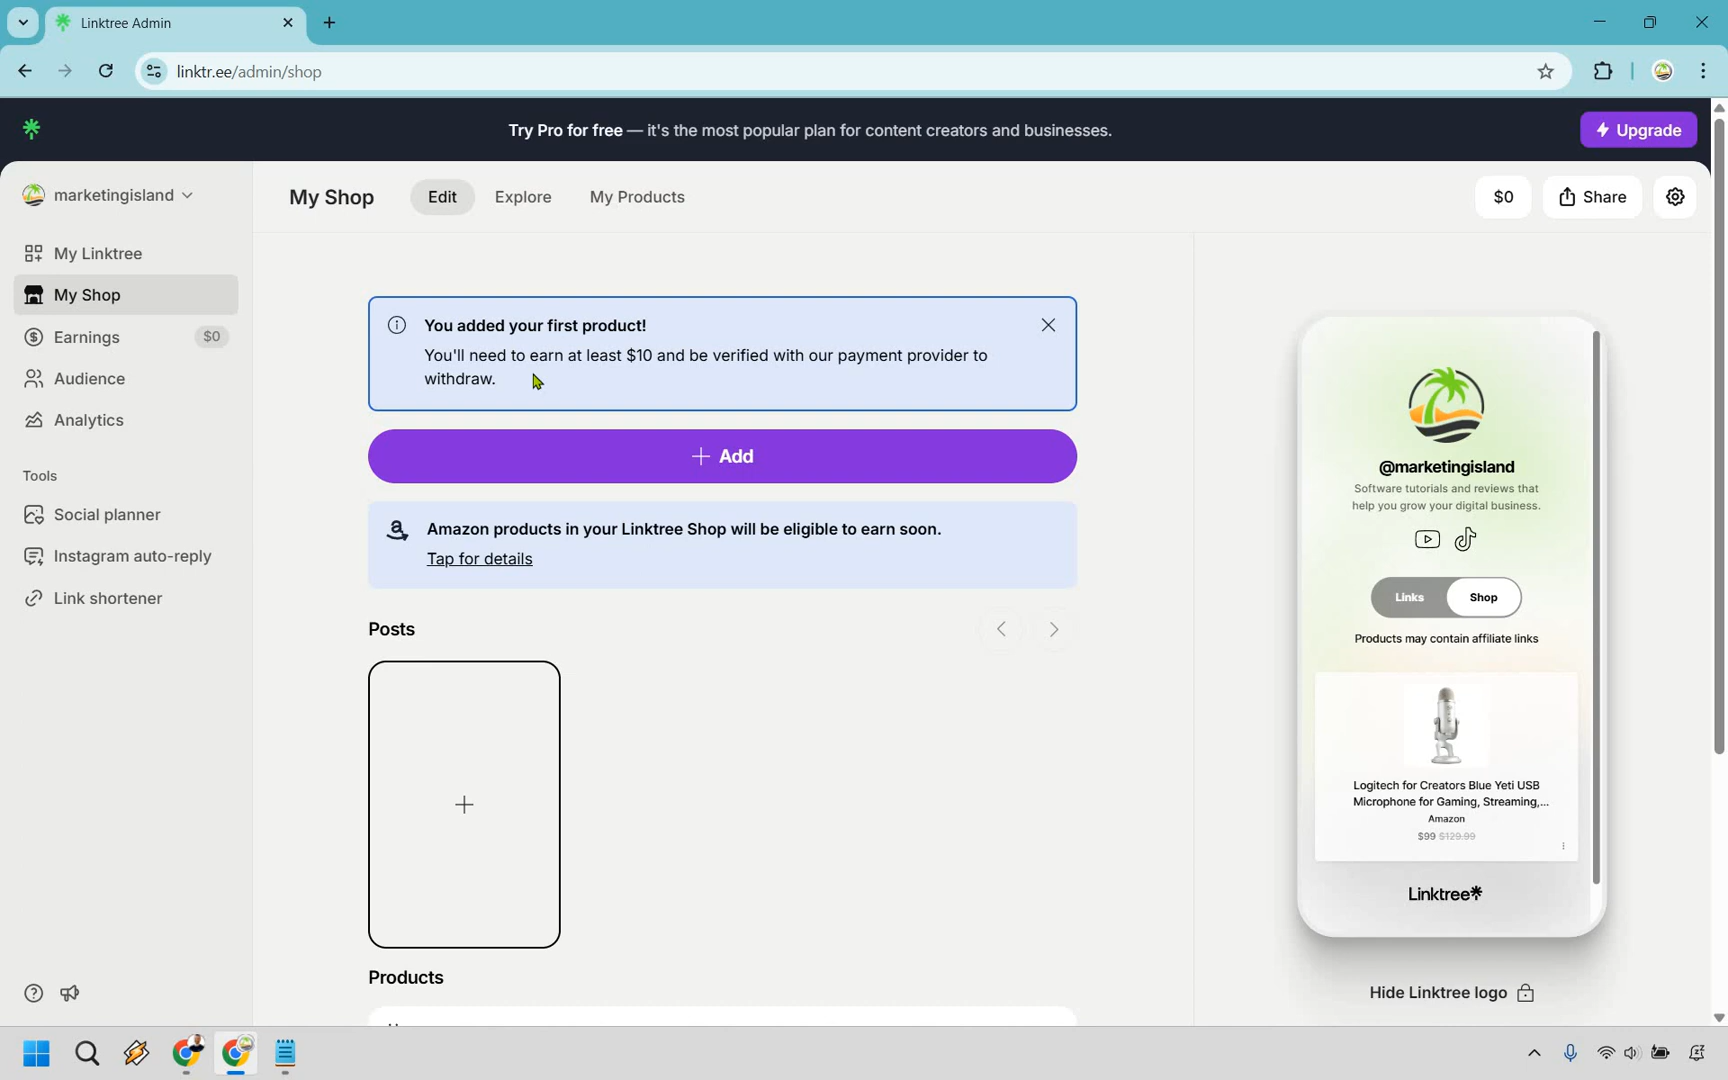 Linktree Admin
linktr.ee/admin/shop
Try Pro for free — it's the most popular plan for content creators and businesses.
Upgrade
marketingisland
My Shop
Edit
Explore
My Products
$0
Share
My Linktree
My Shop
Earnings
$0
Audience
Analytics
Tools
Social planner
Instagram auto-reply
Link shortener
You added your first product!
You'll need to earn at least $10 and be verified with our payment provider to
withdraw.
Add
Amazon products in your Linktree Shop will be eligible to earn soon.
Tap for details
Posts
Products
@marketingisland
Software tutorials and reviews that
help you grow your digital business.
Links
Shop
Products may contain affiliate links
Logitech for Creators Blue Yeti USB
Microphone for Gaming, Streaming,...
Amazon
$99 $129.99
Linktree
Hide Linktree logo